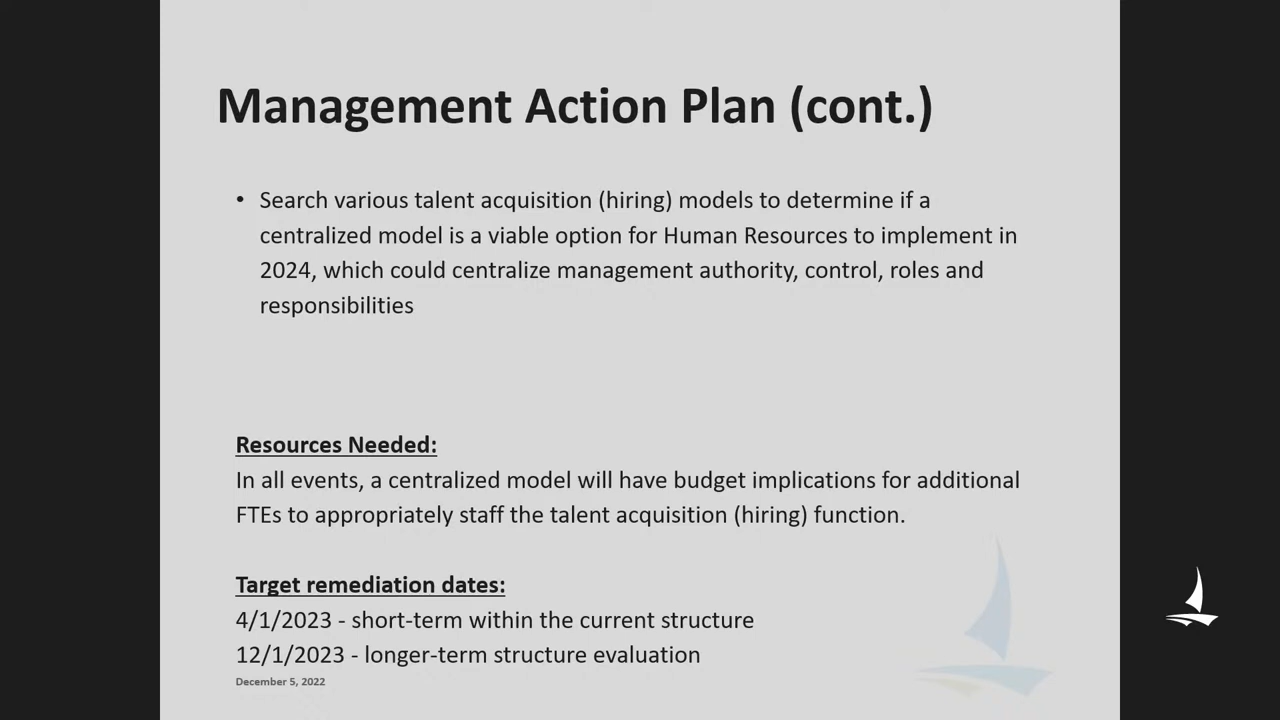 Management Action Plan (cont.)
• Search various talent acquisition (hiring) models to determine if a
centralized model is a viable option for Human Resources to implement in
2024, which could centralize management authority, control, roles and
responsibilities
Resources Needed:
In all events, a centralized model will have budget implications for additional
FTEs to appropriately staff the talent acquisition (hiring) function.
Target remediation dates:
4/1/2023 - short-term within the current structure
12/1/2023 - longer-term structure evaluation
December 5, 2022